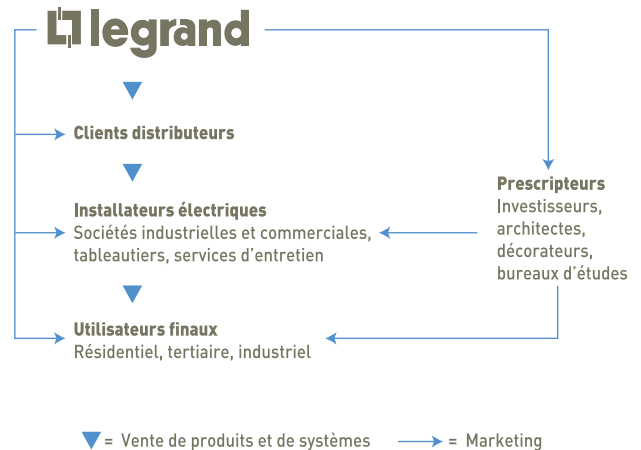 legrand
Clients distributeurs
Installateurs électriques
Sociétés industrielles et commerciales,
tableautiers, services d'entretien
Utilisateurs finaux
Résidentiel, tertiaire, industriel
Prescripteurs
Investisseurs,
architectes,
décorateurs,
bureaux d'études
= Vente de produits et de systèmes
= Marketing